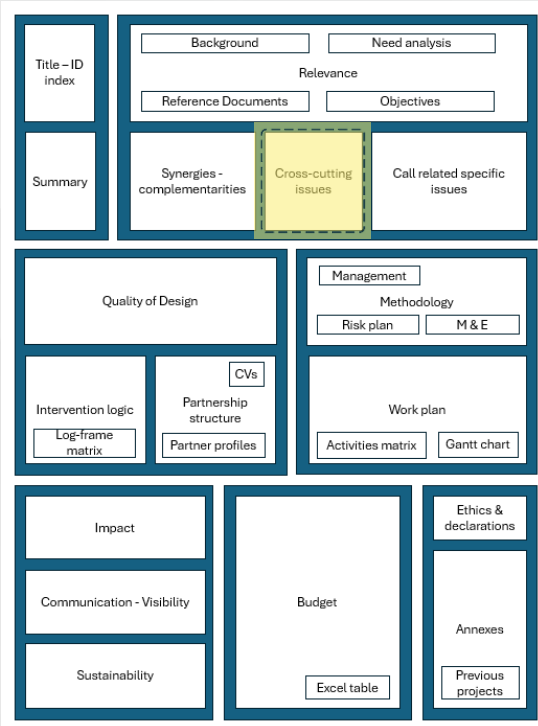 Title – ID
index
Background
Need analysis
Relevance
Reference Documents
Objectives
Summary
Synergies -
complementarities
Cross-cutting
issues
Call related specific
issues
Quality of Design
Management
Methodology
Risk plan
M & E
Intervention logic
Log-frame
matrix
CVs
Partnership
structure
Partner profiles
Work plan
Activities matrix
Gantt chart
Impact
Communication - Visibility
Sustainability
Budget
Excel table
Ethics &
declarations
Annexes
Previous
projects